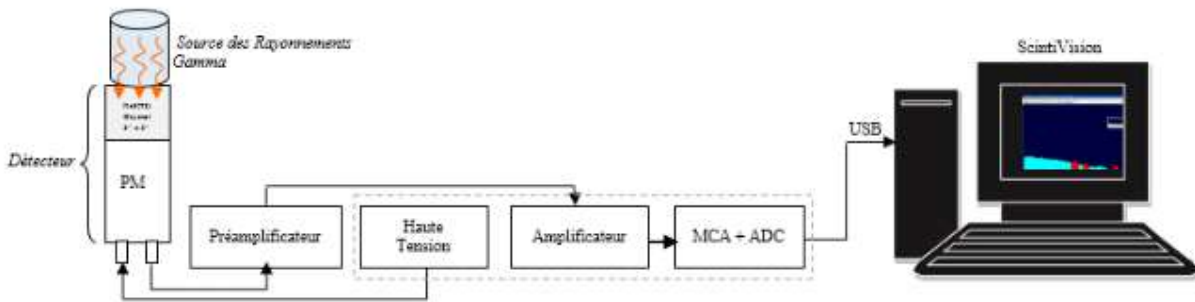 Source des Rayonnements
Gamma
ScintiVision
USB
Détecteur
PM
Préamplificateur
Haute
Tension
Amplificateur
MCA + ADC